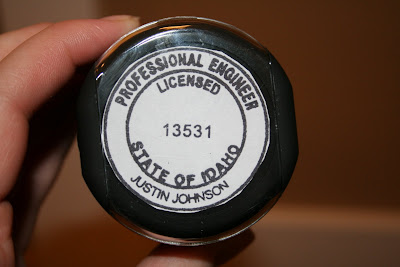 PROFESSIONAL ENGINEER
LICENSED
13531
STATE OF IDAHO
JUSTIN JOHNSON